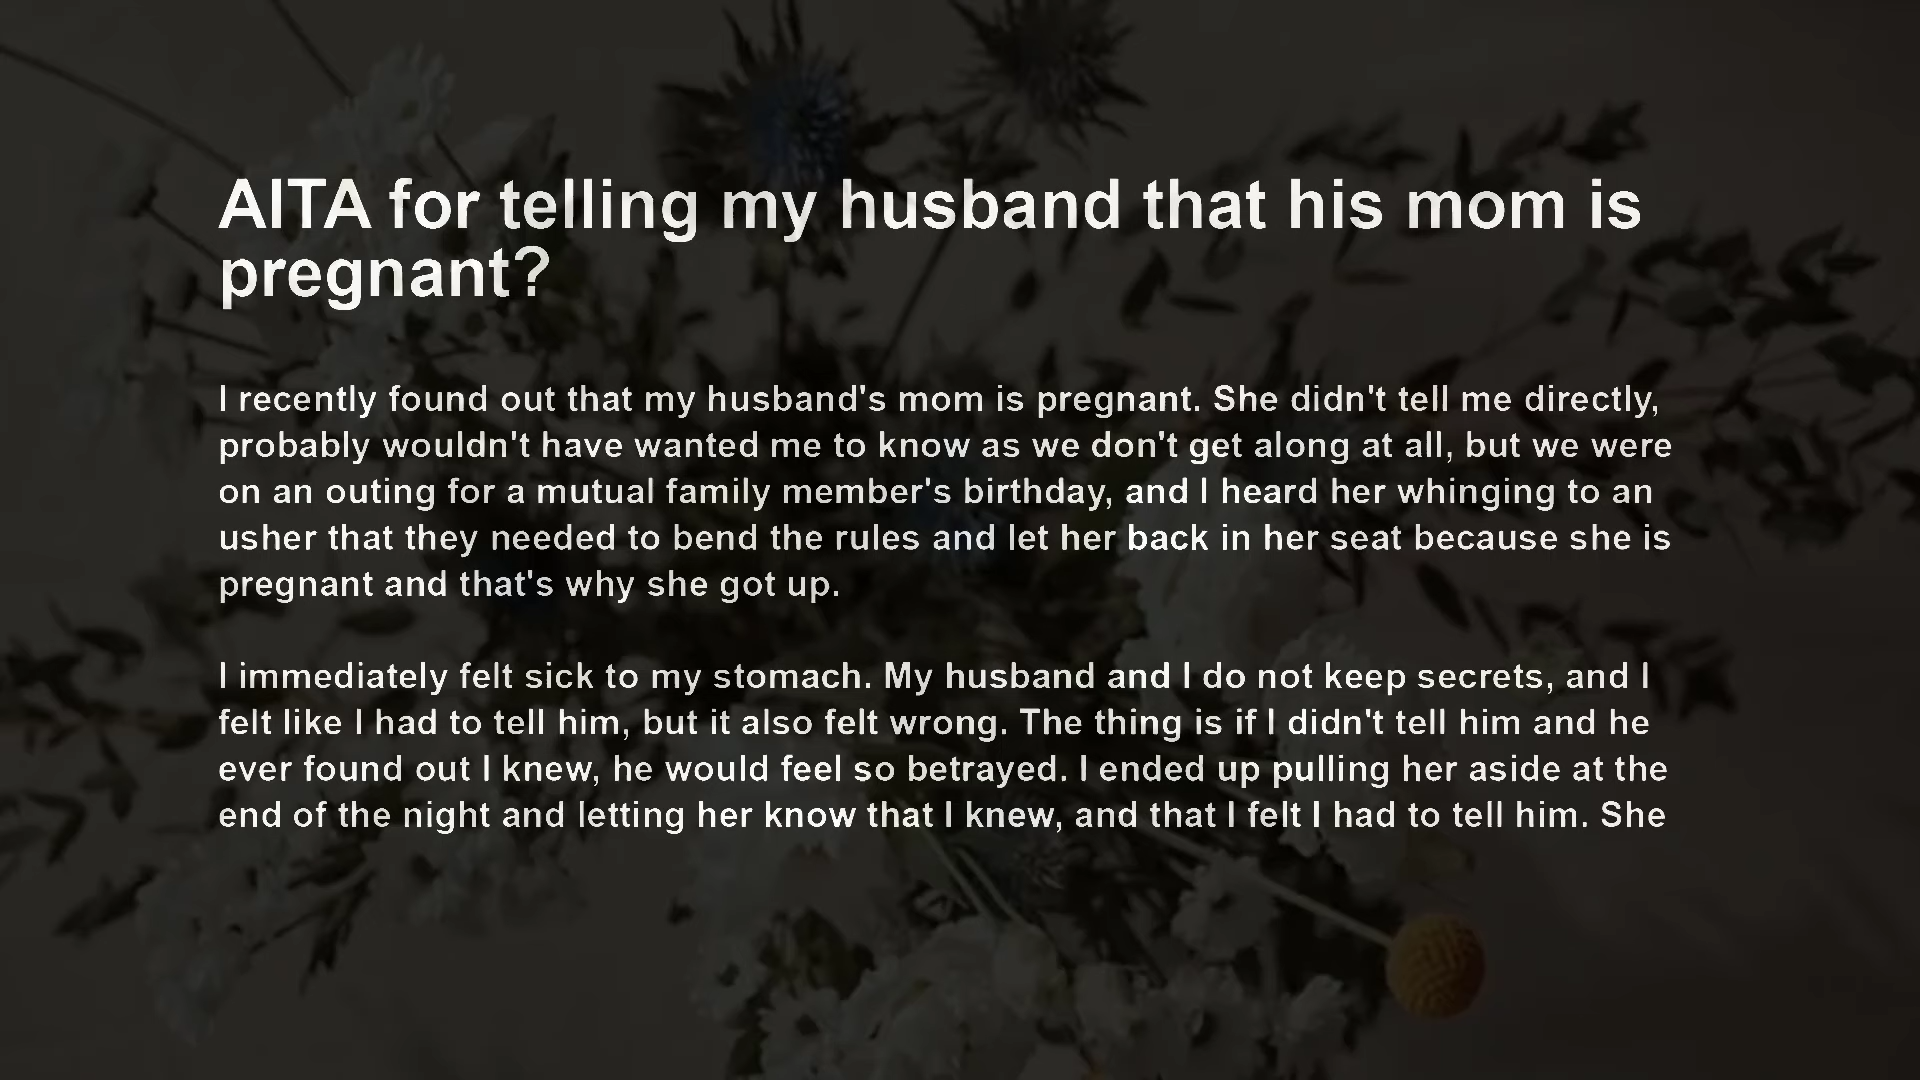 AITA for telling my husband that his mom is
pregnant?
I recently found out that my husband's mom is pregnant. She didn't tell me directly,
probably wouldn't have wanted me to know as we don't get along at all, but we were
on an outing for a mutual family member's birthday, and I heard her whinging to an
usher that they needed to bend the rules and let her back in her seat because she is
pregnant and that's why she got up.
I immediately felt sick to my stomach. My husband and I do not keep secrets, and I
felt like I had to tell him, but it also felt wrong. The thing is if I didn't tell him and he
ever found out I knew, he would feel so betrayed. I ended up pulling her aside at the
end of the night and letting her know that I knew, and that I felt I had to tell him. She